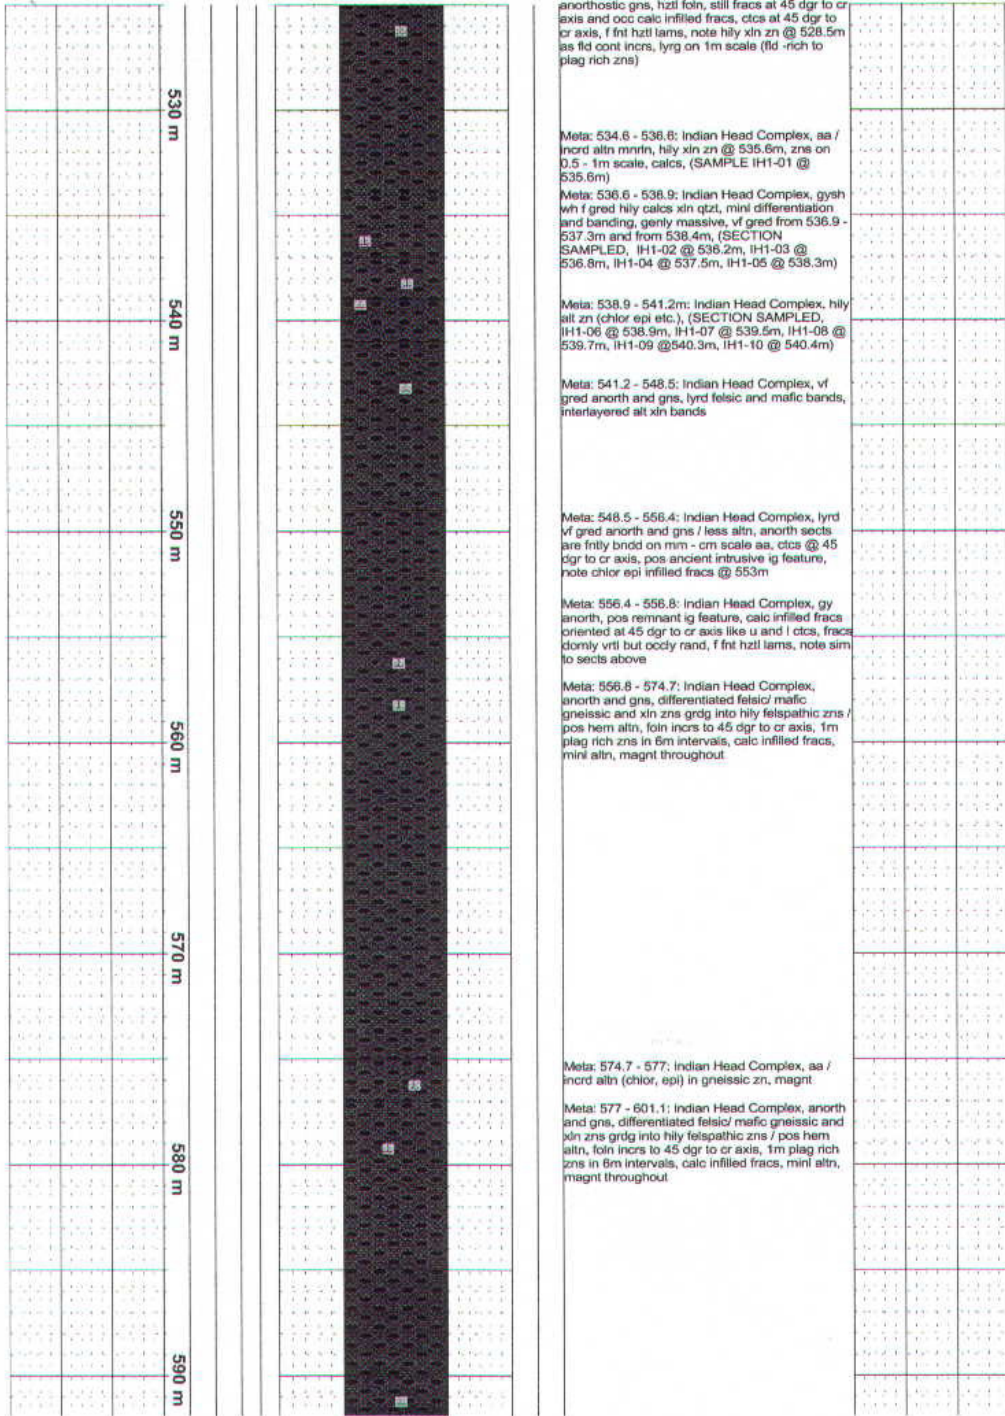 anorthostic gns, hztl foln, still fracs at 45 dgr to cr
axis and occ calc infilled fracs, ctcs at 45 dgr to
cr axis, f fnt hztl lams, note hily xln zn @ 528.5m
as fld cont incrs, lyrg on 1m scale (fld -rich to
plag rich zns)
530 m
Meta: 534.6 - 536.6: Indian Head Complex, aa /
incrd altn mnrln, hily xln zn @ 535.6m, zns on
0.5 - 1m scale, calcs, (SAMPLE IH1-01 @
535.6m)
Meta: 536.6 - 538.9: Indian Head Complex, gysh
wh f gred hily calcs xln qtzt, minl differentiation
and banding, genly massive, vf gred from 536.9 -
537.3m and from 538.4m, (SECTION
SAMPLED, IH1-02 @ 536.2m, IH1-03 @
536.8m, IH1-04 @ 537.5m, IH1-05 @ 538.3m)
Meta: 538.9 - 541.2m: Indian Head Complex, hily
alt zn (chlor epi etc.), (SECTION SAMPLED,
IH1-06 @ 538.9m, IH1-07 @ 539.5m, IH1-08 @
539.7m, IH1-09 @540.3m, IH1-10 @ 540.4m)
540 m
Meta: 541.2 - 548.5: Indian Head Complex, vf
gred anorth and gns, lyrd felsic and mafic bands,
interlayered alt xln bands
550 m
Meta: 548.5 - 556.4: Indian Head Complex, lyrd
vf gred anorth and gns / less altn, anorth sects
are fntly bndd on mm - cm scale aa, ctcs @ 45
dgr to cr axis, pos ancient intrusive ig feature,
note chlor epi infilled fracs @ 553m
Meta: 556.4 - 556.8: Indian Head Complex, gy
anorth, pos remnant ig feature, calc infilled fracs
oriented at 45 dgr to cr axis like u and l ctcs, fracs
domly vrtl but occly rand, f fnt hztl lams, note sim
to sects above
Meta: 556.8 - 574.7: Indian Head Complex,
anorth and gns, differentiated felsic/ mafic
gneissic and xln zns grdg into hily felspathic zns /
pos hem altn, foln incrs to 45 dgr to cr axis, 1m
plag rich zns in 6m intervals, calc infilled fracs,
minl altn, magnt throughout
560 m
570 m
Meta: 574.7 - 577: Indian Head Complex, aa /
incrd altn (chlor, epi) in gneissic zn, magnt
Meta: 577 - 601.1: Indian Head Complex, anorth
and gns, differentiated felsic/ mafic gneissic and
xln zns grdg into hily felspathic zns / pos hem
altn, foln incrs to 45 dgr to cr axis, 1m plag rich
zns in 6m intervals, calc infilled fracs, minl altn,
magnt throughout
580 m
590 m